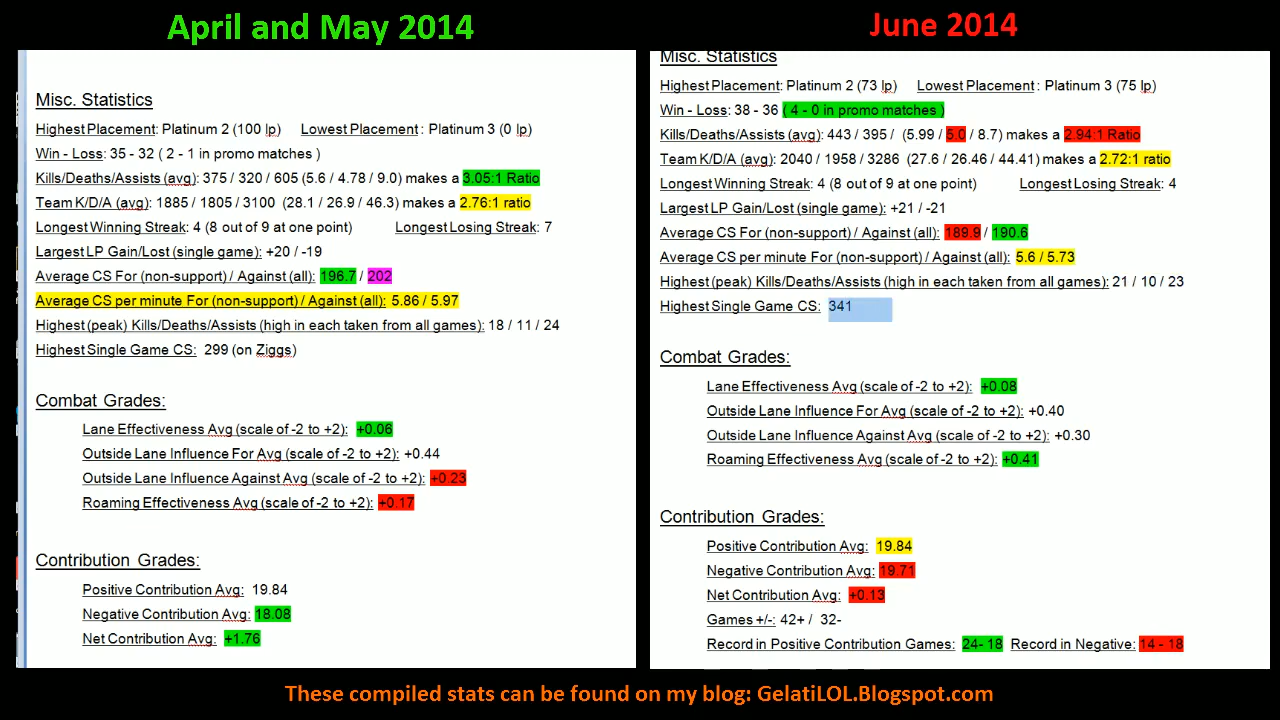 April and May 2014
Misc. Statistics
Highest Placement: Platinum 2 (100 lp)    Lowest Placement : Platinum 3 (0 lp)
Win - Loss: 35 - 32 ( 2 - 1 in promo matches )
Kills/Deaths/Assists (avg): 375 / 320 / 605 (5.6 / 4.78 / 9.0) makes a 3.05:1 Ratio
Team K/D/A (avg): 1885 / 1805 / 3100  (28.1 / 26.9 / 46.3) makes a 2.76:1 ratio
Longest Winning Streak: 4 (8 out of 9 at one point)    Longest Losing Streak: 7
Largest LP Gain/Lost (single game): +20 / -19
Average CS For (non-support) / Against (all): 196.7 / 202
Average CS per minute For (non-support) / Against (all): 5.86 / 5.97
Highest (peak) Kills/Deaths/Assists (high in each taken from all games): 18 / 11 / 24
Highest Single Game CS:  299 (on Ziggs)
Combat Grades:
Lane Effectiveness Avg (scale of -2 to +2):  +0.06
Outside Lane Influence For Avg (scale of -2 to +2): +0.44
Outside Lane Influence Against Avg (scale of -2 to +2): +0.23
Roaming Effectiveness Avg (scale of -2 to +2): +0.17
Contribution Grades:
Positive Contribution Avg:  19.84
Negative Contribution Avg: 18.08
Net Contribution Avg:  +1.76
June 2014
Misc. Statistics
Highest Placement: Platinum 2 (73 lp)    Lowest Placement : Platinum 3 (75 lp)
Win - Loss: 38 - 36 ( 4 - 0 in promo matches )
Kills/Deaths/Assists (avg): 443 / 395 /  (5.99 / 5.0 / 8.7) makes a 2.94:1 Ratio
Team K/D/A (avg): 2040 / 1958 / 3286  (27.6 / 26.46 / 44.41) makes a 2.72:1 ratio
Longest Winning Streak: 4 (8 out of 9 at one point)    Longest Losing Streak: 4
Largest LP Gain/Lost (single game): +21 / -21
Average CS For (non-support) / Against (all): 189.9 / 190.6
Average CS per minute For (non-support) / Against (all): 5.6 / 5.73
Highest (peak) Kills/Deaths/Assists (high in each taken from all games): 21 / 10 / 23
Highest Single Game CS:  341
Combat Grades:
Lane Effectiveness Avg (scale of -2 to +2):  +0.08
Outside Lane Influence For Avg (scale of -2 to +2): +0.40
Outside Lane Influence Against Avg (scale of -2 to +2): +0.30
Roaming Effectiveness Avg (scale of -2 to +2): +0.41
Contribution Grades:
Positive Contribution Avg:  19.84
Negative Contribution Avg: 19.71
Net Contribution Avg:  +0.13
Games +/-: 42+ /  32-
Record in Positive Contribution Games:  24- 18  Record in Negative: 14 - 18
These compiled stats can be found on my blog: GelatiLOL.Blogspot.com